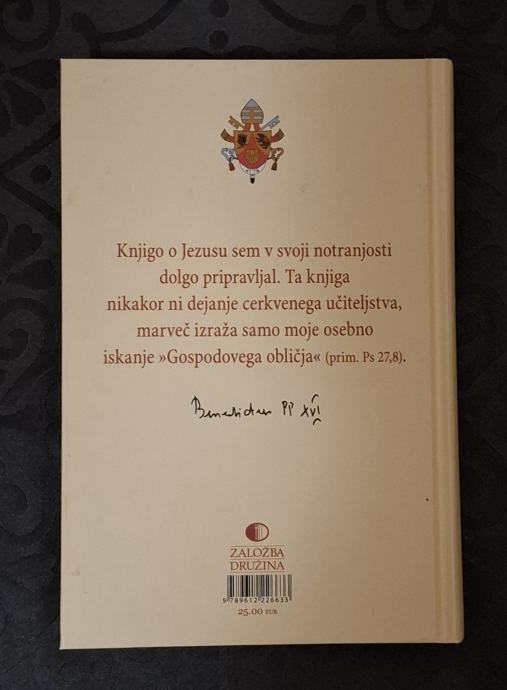 Knjigo o Jezusu sem v svoji notranjosti
dolgo pripravljal. Ta knjiga
nikakor ni dejanje cerkvenega učiteljstva,
marveč izraža samo moje osebno
iskanje »Gospodovega obličja« (prim. Ps 27,8).
Benedictus PP XVI
ZALOŽBA
DRUŽINA
9789612226633
25.00 EUR